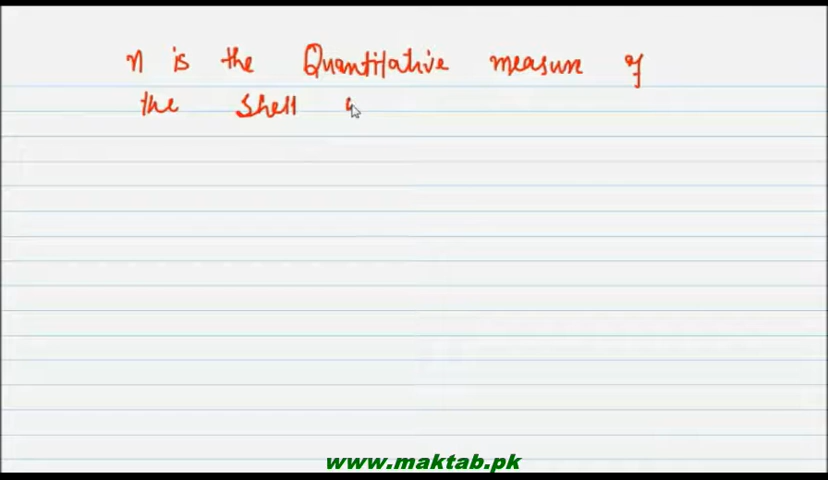 n is the Quantitative measure of
the shell
www.maktab.pk